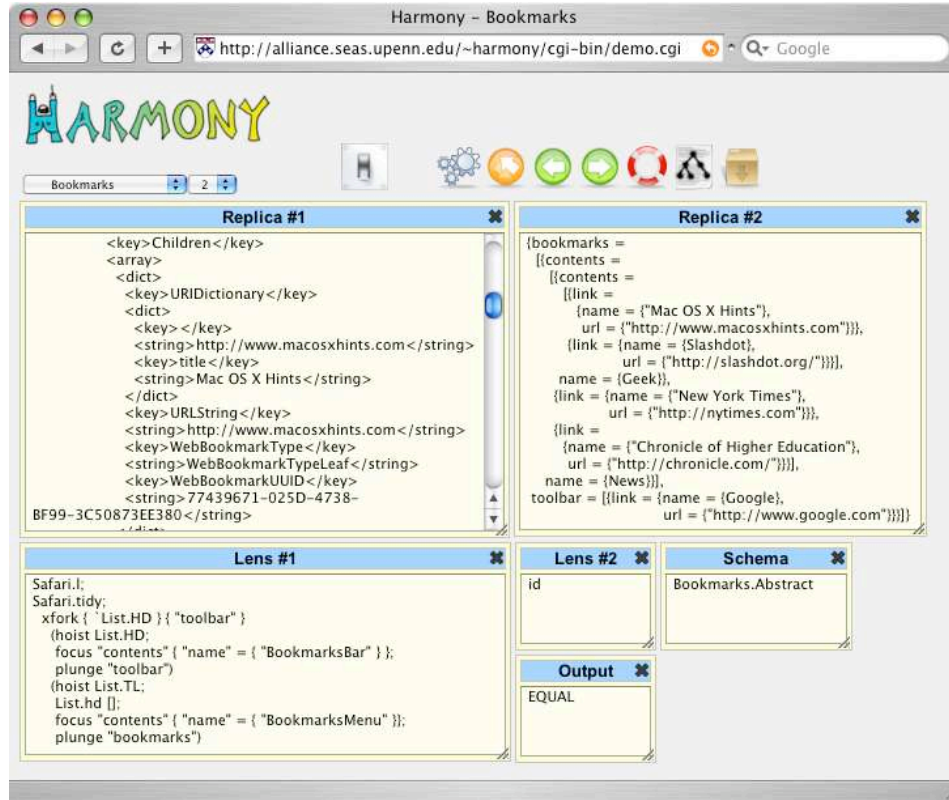 Harmony – Bookmarks
http://alliance.seas.upenn.edu/~harmony/cgi-bin/demo.cgi
Google
HARMONY
Bookmarks
2
Replica #1
<key>Children</key>
<array>
<dict>
<key>URIDictionary</key>
<dict>
<key></key>
<string>http://www.macosxhints.com</string>
<key>title</key>
<string>Mac OS X Hints</string>
</dict>
<key>URLString</key>
<string>http://www.macosxhints.com</string>
<key>WebBookmarkType</key>
<string>WebBookmarkTypeLeaf</string>
<key>WebBookmarkUUID</key>
<string>77439671-025D-4738-
BF99-3C50873EE380</string>
</dict>
Replica #2
{bookmarks =
[{contents =
[{contents =
[{link =
{name = {"Mac OS X Hints"},
url = {"http://www.macosxhints.com"}}},
{link = {name = {Slashdot},
url = {"http://slashdot.org/"}}}],
name = {Geek}},
{link = {name = {"New York Times"},
url = {"http://nytimes.com"}}},
{link =
{name = {"Chronicle of Higher Education"},
url = {"http://chronicle.com/"}}}],
name = {News}}],
toolbar = [{link = {name = {Google},
url = {"http://www.google.com"}}}]}
Lens #1
Safari.l;
Safari.tidy;
xfork { `List.HD } { "toolbar" }
(hoist List.HD;
focus "contents" { "name" = { "BookmarksBar" } };
plunge "toolbar")
(hoist List.TL;
List.hd [];
focus "contents" { "name" = { "BookmarksMenu" }};
plunge "bookmarks")
Lens #2
id
Schema
Bookmarks.Abstract
Output
EQUAL